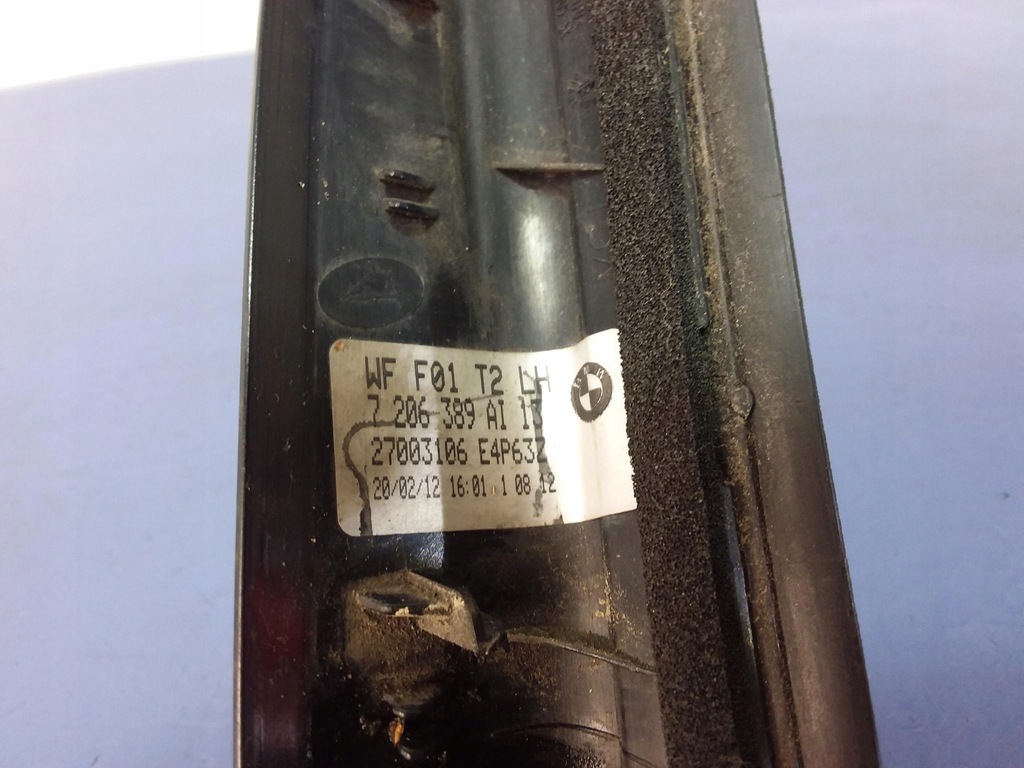 WF F01 T2 LH
7 206 389 AI 13
27003106 E4P63Z
20/02/12 16:01 1 08 12
BMW